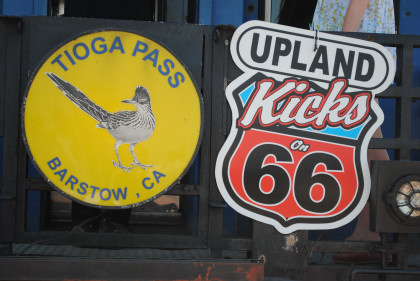 TIOGA PASS
BARSTOW, CA
UPLAND
Kicks
On
66